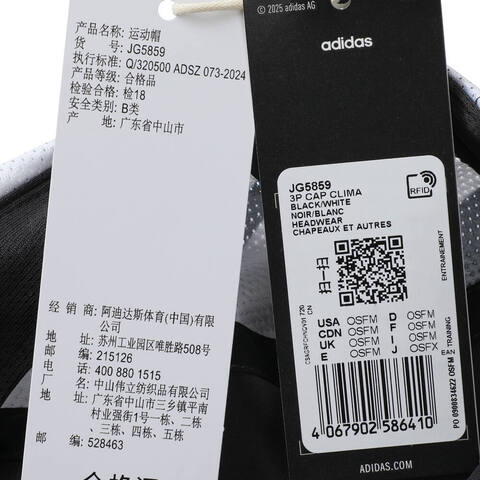 产品名称: 运动帽
货 号: JG5859
执行标准: Q/320500 ADSZ 073-2024
产品等级: 合格品
检验合格: 检18
安全类别: B类
产 地: 广东省中山市
经 销 商: 阿迪达斯体育(中国)有限公司
地 址: 苏州工业园区唯胜路508号
邮 编: 215126
电 话: 400 880 1515
生 产 商: 中山伟立纺织品有限公司
地 址: 广东省中山市三乡镇平南
村业强街1号一栋、二栋
、三栋、四栋、五栋
邮 编: 528463
© 2025 adidas AG
adidas
JG5859
3P CAP CLIMA
BLACK/WHITE
NOIR/BLANC
HEADWEAR
CHAPEAUX ET AUTRES
RFID
USA OSFM D OSFM
CDN OSFM F OSFM
UK OSFM I OSFM
E OSFM J OSFX
ENTRAINEMENT
TRAINING
EAN
PO 0900834622 OSFM
CN
4 067902 586410
ADIDAS.COM